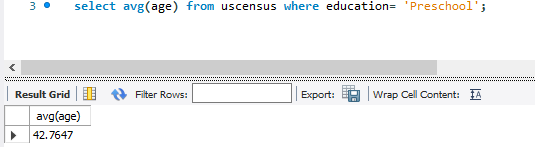 3 select avg(age) from uscensus where education= 'Preschool';
Result Grid Filter Rows: Export: Wrap Cell Content: IA
avg(age)
42.7647